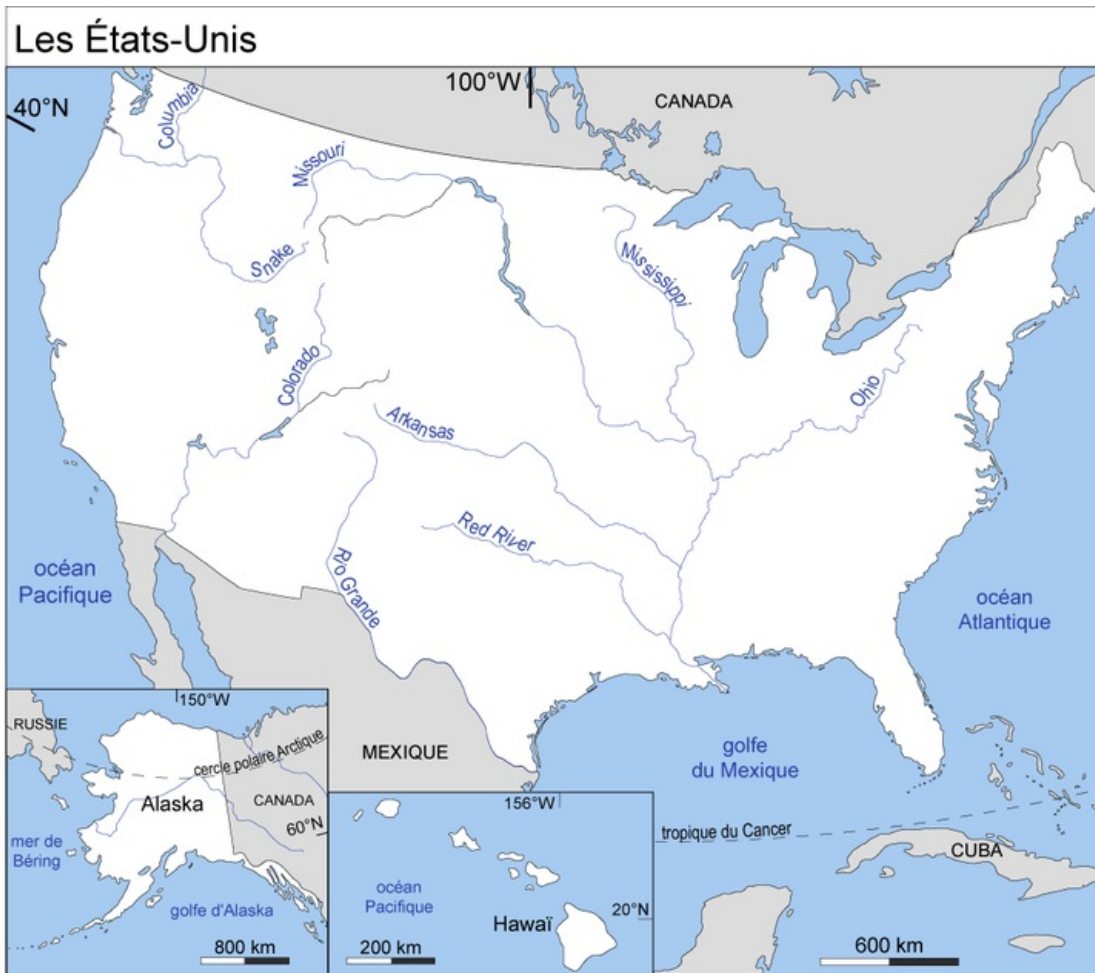 Les États-Unis
40°N
100°W
CANADA
Columbia
Missouri
Snake
Mississippi
Colorado
Ohio
Arkansas
Red River
Rio Grande
océan
Pacifique
océan
Atlantique
MEXIQUE
golfe
du Mexique
tropique du Cancer
CUBA
600 km
150°W
RUSSIE
cercle polaire Arctique
Alaska
CANADA
60°N
mer de
Béring
golfe d'Alaska
800 km
156°W
océan
Pacifique
Hawaï
20°N
200 km